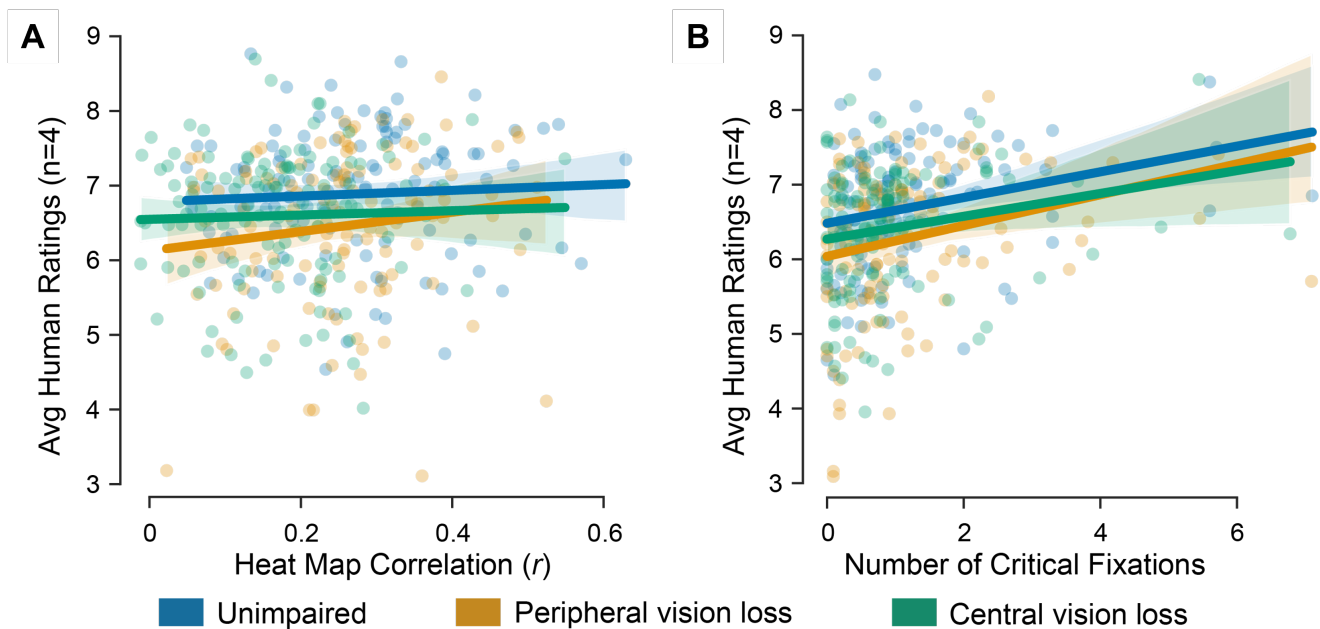 A
Avg Human Ratings (n=4)
9
8
7
6
5
4
3
0
0.2
0.4
0.6
Heat Map Correlation (r)
B
Avg Human Ratings (n=4)
9
8
7
6
5
4
3
0
2
4
6
Number of Critical Fixations
Unimpaired
Peripheral vision loss
Central vision loss